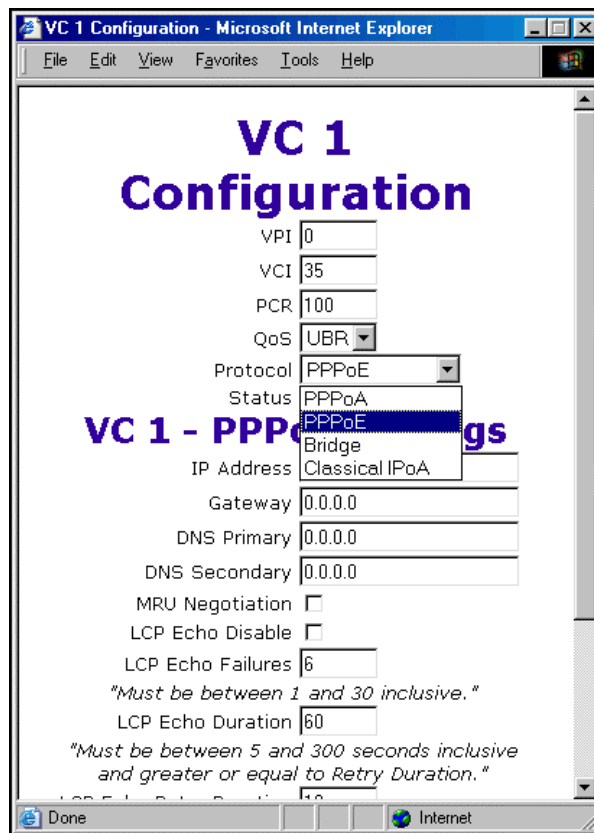 VC 1 Configuration - Microsoft Internet Explorer
File Edit View Favorites Tools Help
VC 1
Configuration
VPI 0
VCI 35
PCR 100
QoS UBR
Protocol PPPoE
Status
PPPoA
PPPoE
Bridge
Classical IPoA
VC 1 - PPP gs
IP Address
Gateway 0.0.0.0
DNS Primary 0.0.0.0
DNS Secondary 0.0.0.0
MRU Negotiation
LCP Echo Disable
LCP Echo Failures 6
"Must be between 1 and 30 inclusive."
LCP Echo Duration 60
"Must be between 5 and 300 seconds inclusive
and greater or equal to Retry Duration."
Done
Internet